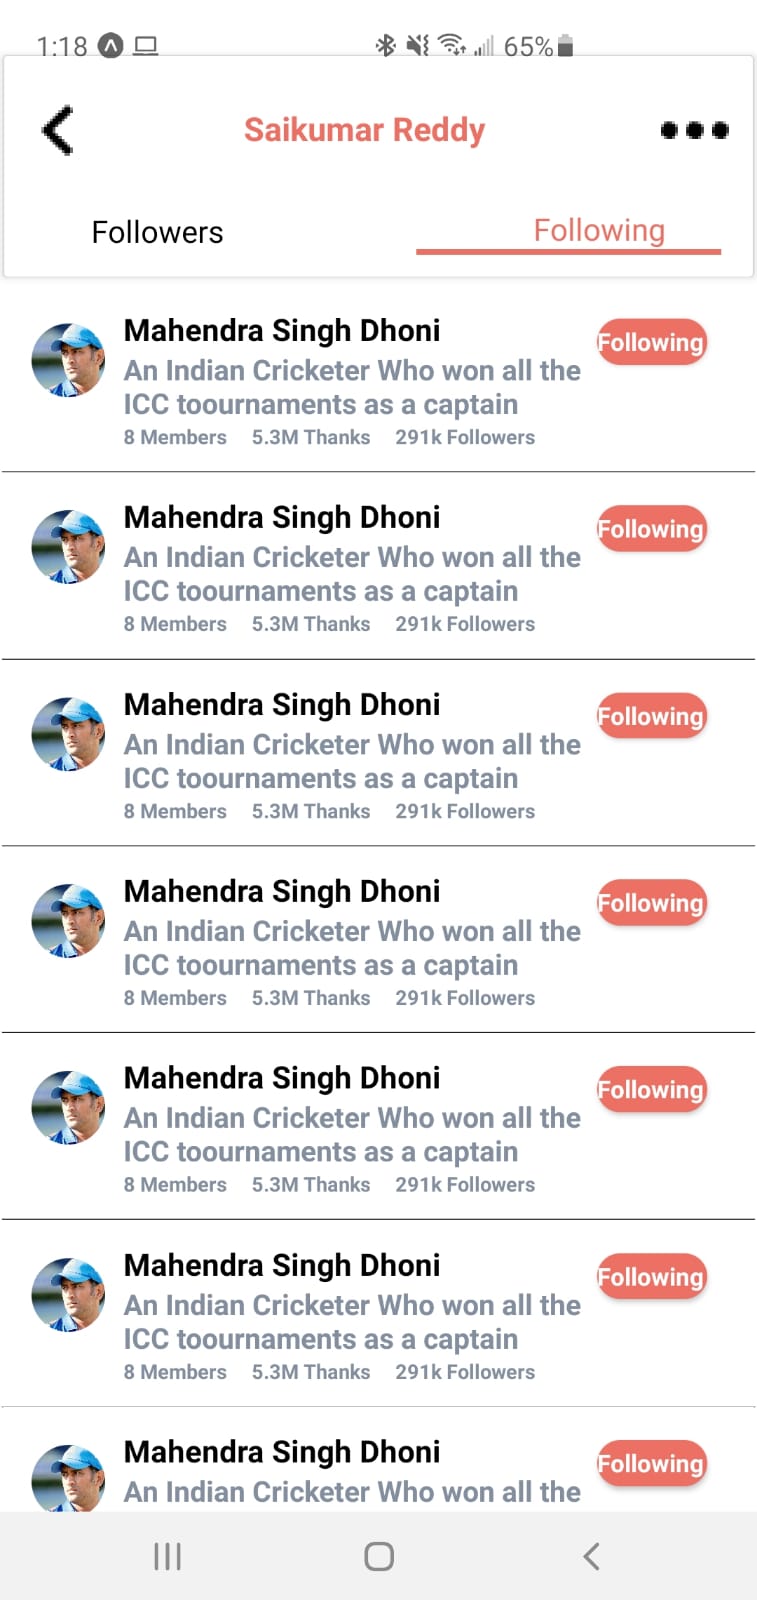 1:18 65%
Saikumar Reddy
Followers Following
Mahendra Singh Dhoni Following
An Indian Cricketer Who won all the
ICC toournaments as a captain
8 Members 5.3M Thanks 291k Followers
Mahendra Singh Dhoni Following
An Indian Cricketer Who won all the
ICC toournaments as a captain
8 Members 5.3M Thanks 291k Followers
Mahendra Singh Dhoni Following
An Indian Cricketer Who won all the
ICC toournaments as a captain
8 Members 5.3M Thanks 291k Followers
Mahendra Singh Dhoni Following
An Indian Cricketer Who won all the
ICC toournaments as a captain
8 Members 5.3M Thanks 291k Followers
Mahendra Singh Dhoni Following
An Indian Cricketer Who won all the
ICC toournaments as a captain
8 Members 5.3M Thanks 291k Followers
Mahendra Singh Dhoni Following
An Indian Cricketer Who won all the
ICC toournaments as a captain
8 Members 5.3M Thanks 291k Followers
Mahendra Singh Dhoni Following
An Indian Cricketer Who won all the